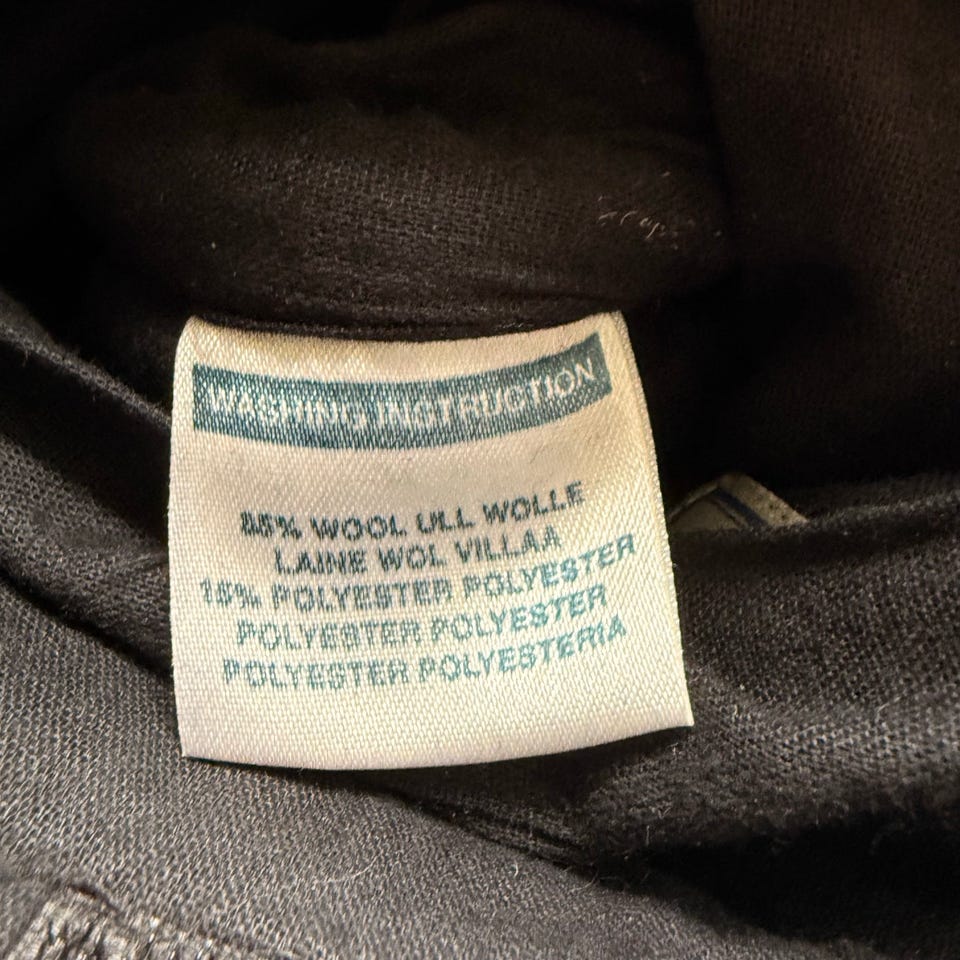 WASHING INSTRUCTION
85% WOOL ULL WOLLE
LAINE WOL VILLAA
15% POLYESTER POLYESTER
POLYESTER POLYESTER
POLYESTER POLYESTERIA